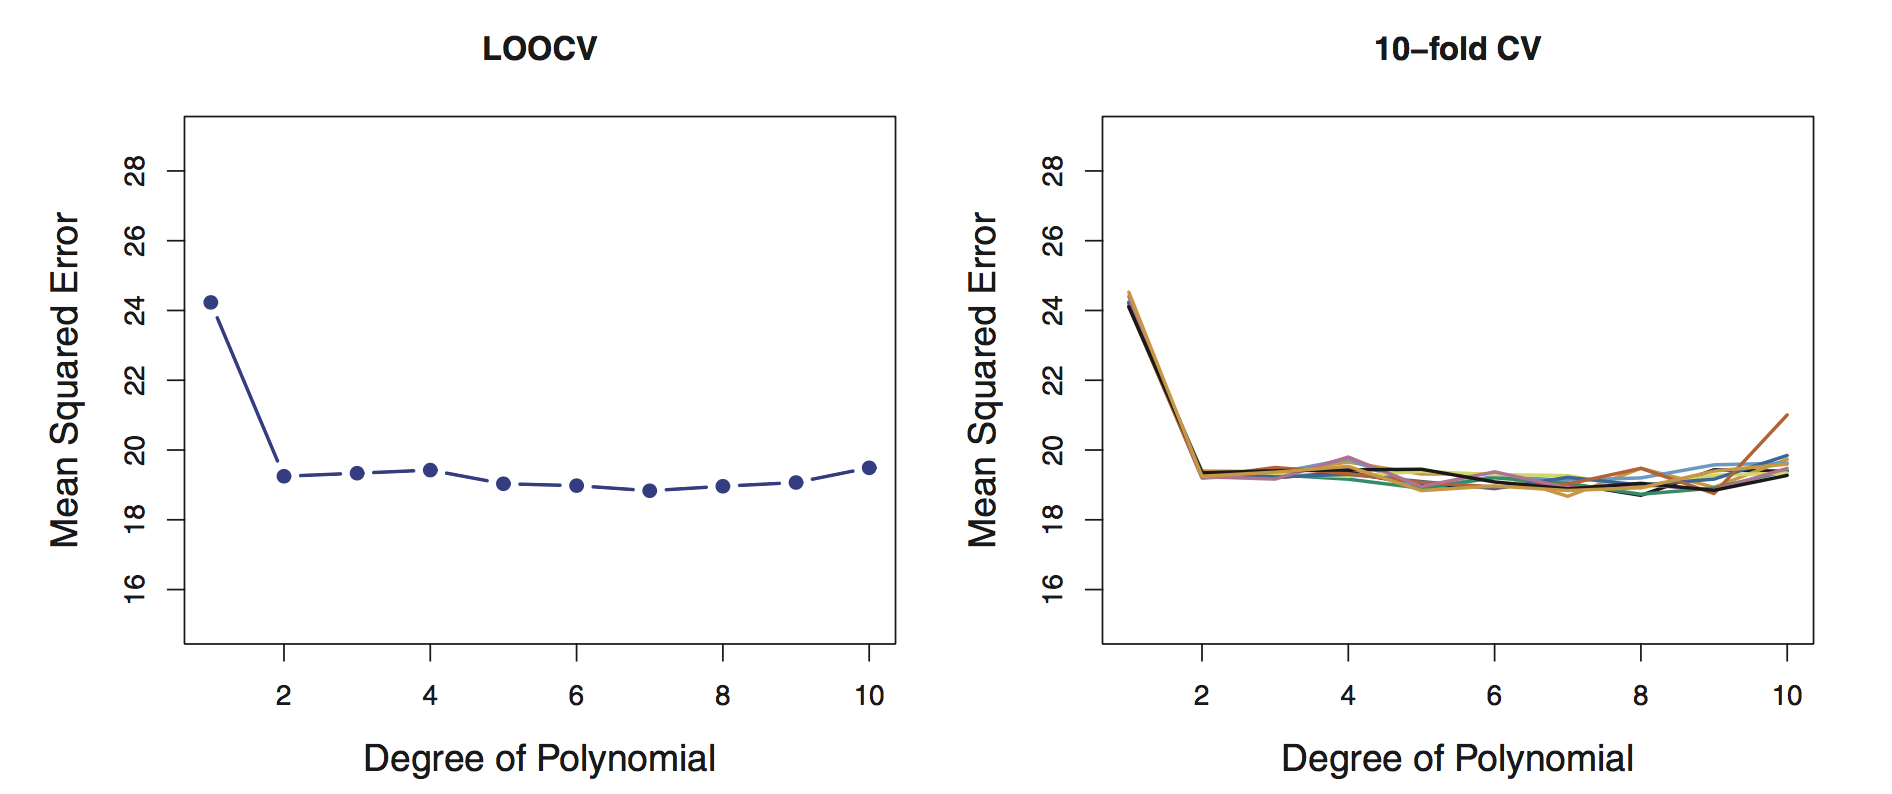 LOOCV
Mean Squared Error
28
26
24
22
20
18
16
2 4 6 8 10
Degree of Polynomial
10–fold CV
Mean Squared Error
28
26
24
22
20
18
16
2 4 6 8 10
Degree of Polynomial